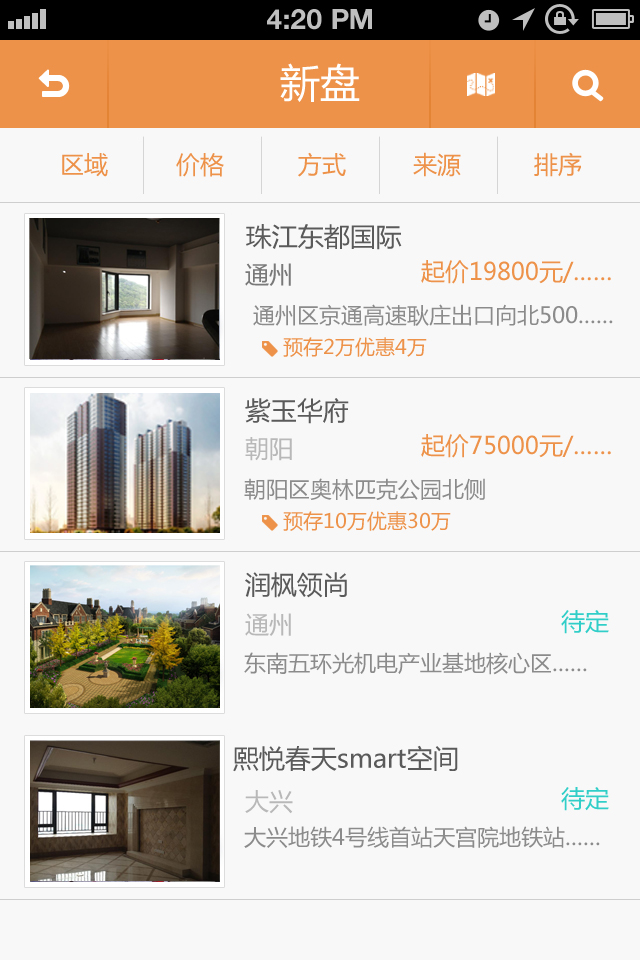 4:20 PM
新盘
区域 价格 方式 来源 排序
珠江东都国际
通州 起价19800元/......
通州区京通高速耿庄出口向北500......
预存2万优惠4万
紫玉华府
朝阳 起价75000元/......
朝阳区奥林匹克公园北侧
预存10万优惠30万
润枫领尚
通州 待定
东南五环光机电产业基地核心区......
熙悦春天smart空间
大兴 待定
大兴地铁4号线首站天宫院地铁站......